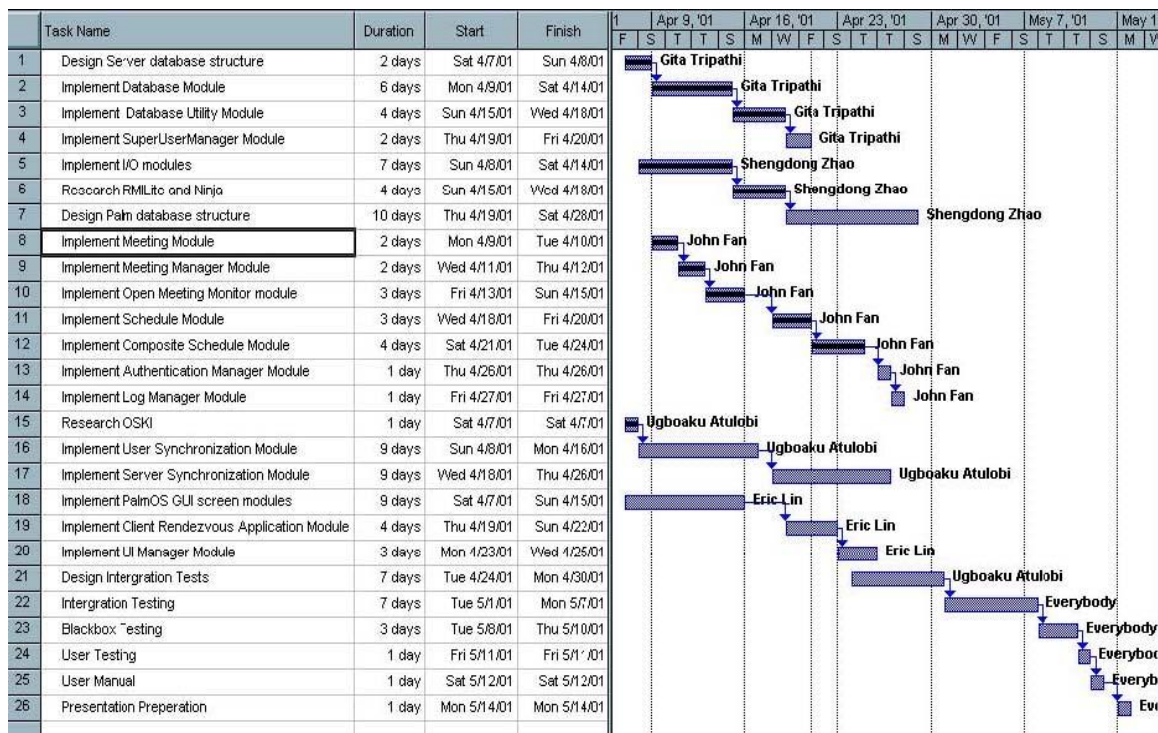 1 Apr 9, '01 Apr 16, '01 Apr 23, '01 Apr 30, '01 May 7, '01 May 1
Task Name Duration Start Finish F S T T S M W F S T T S M W F S T T S M W
1 Design Server database structure 2 days Sat 4/7/01 Sun 4/8/01 Gita Tripathi
2 Implement Database Module 6 days Mon 4/9/01 Sat 4/14/01 Gita Tripathi
3 Implement Database Utility Module 4 days Sun 4/15/01 Wed 4/18/01 Gita Tripathi
4 Implement SuperUserManager Module 2 days Thu 4/19/01 Fri 4/20/01 Gita Tripathi
5 Implement I/O modules 7 days Sun 4/8/01 Sat 4/14/01 Shengdong Zhao
6 Research RMILite and Ninja 4 days Sun 4/15/01 Wed 4/18/01 Shengdong Zhao
7 Design Palm database structure 10 days Thu 4/19/01 Sat 4/28/01 Shengdong Zhao
8 Implement Meeting Module 2 days Mon 4/9/01 Tue 4/10/01 John Fan
9 Implement Meeting Manager Module 2 days Wed 4/11/01 Thu 4/12/01 John Fan
10 Implement Open Meeting Monitor module 3 days Fri 4/13/01 Sun 4/15/01 John Fan
11 Implement Schedule Module 3 days Wed 4/18/01 Fri 4/20/01 John Fan
12 Implement Composite Schedule Module 4 days Sat 4/21/01 Tue 4/24/01 John Fan
13 Implement Authentication Manager Module 1 day Thu 4/26/01 Thu 4/26/01 John Fan
14 Implement Log Manager Module 1 day Fri 4/27/01 Fri 4/27/01 John Fan
15 Research OSKI 1 day Sat 4/7/01 Sat 4/7/01 Ugboaku Atulobi
16 Implement User Synchronization Module 9 days Sun 4/8/01 Mon 4/16/01 Ugboaku Atulobi
17 Implement Server Synchronization Module 9 days Wed 4/18/01 Thu 4/26/01 Ugboaku Atulobi
18 Implement PalmOS GUI screen modules 9 days Sat 4/7/01 Sun 4/15/01 Eric Lin
19 Implement Client Rendezvous Application Module 4 days Thu 4/19/01 Sun 4/22/01 Eric Lin
20 Implement UI Manager Module 3 days Mon 4/23/01 Wed 4/25/01 Eric Lin
21 Design Intergration Tests 7 days Tue 4/24/01 Mon 4/30/01 Ugboaku Atulobi
22 Intergration Testing 7 days Tue 5/1/01 Mon 5/7/01 Everybody
23 Blackbox Testing 3 days Tue 5/8/01 Thu 5/10/01 Everybody
24 User Testing 1 day Fri 5/11/01 Fri 5/11/01 Everyboc
25 User Manual 1 day Sat 5/12/01 Sat 5/12/01 Everyb
26 Presentation Preperation 1 day Mon 5/14/01 Mon 5/14/01 Eve